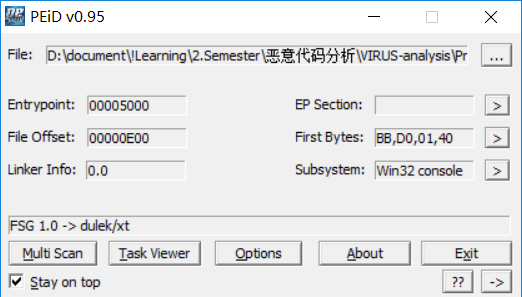 PEiD v0.95
File: D:\document\!Learning\2.Semester\恶意代码分析\VIRUS-analysis\Pr ...
Entrypoint: 00005000 EP Section: >
File Offset: 00000E00 First Bytes: BB,D0,01,40 >
Linker Info: 0.0 Subsystem: Win32 console >
FSG 1.0 -> dulek/xt
Multi Scan Task Viewer Options About Exit
Stay on top ?? ->